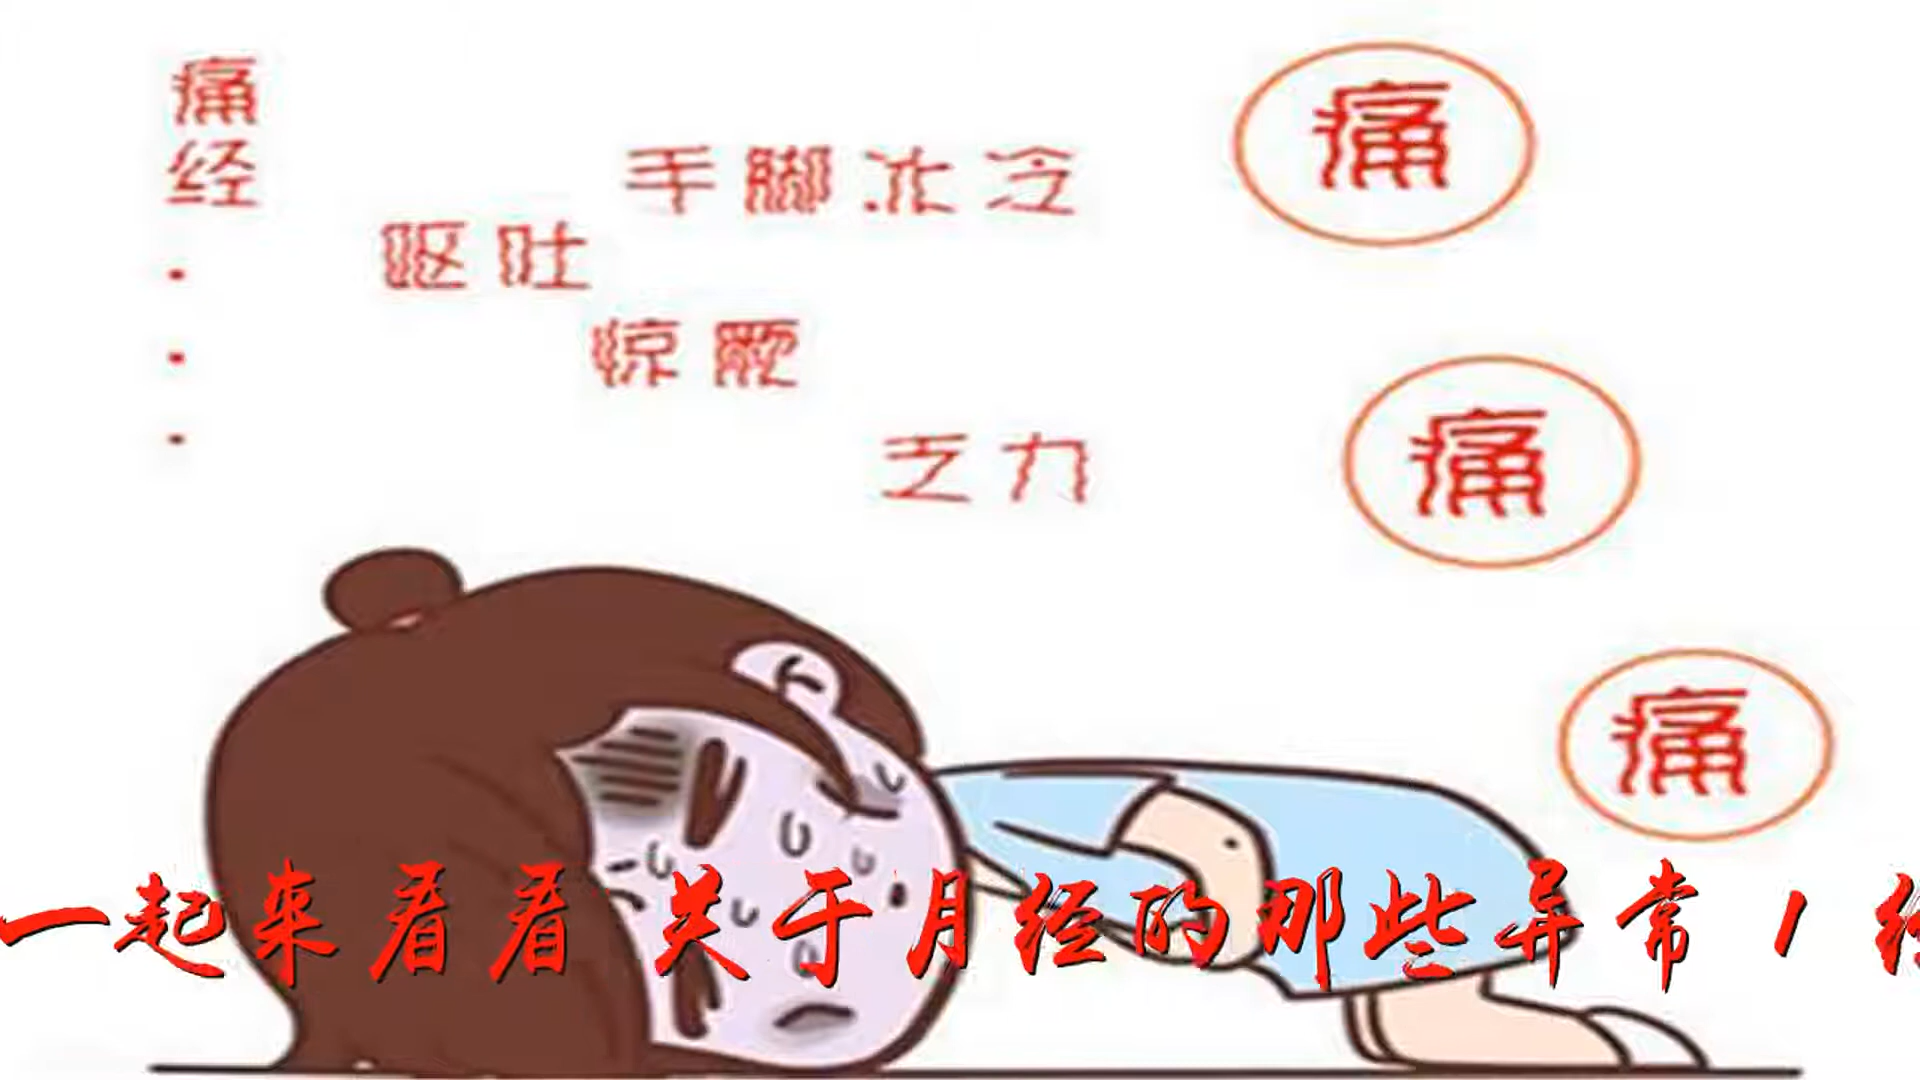 痛经
手脚冰冷
呕吐
惊厥
乏力
痛
痛
痛
一起来看看 关于月经的那些异常 1